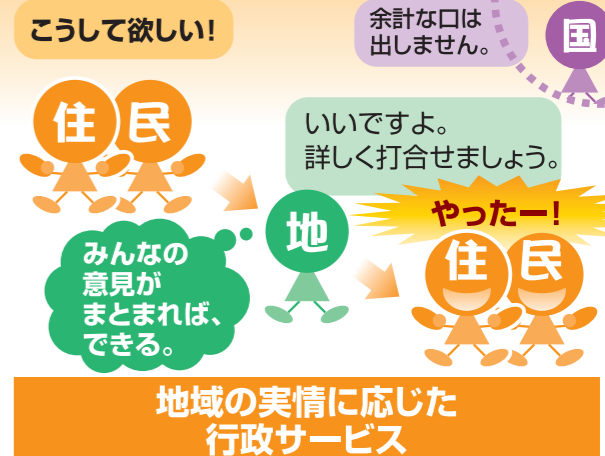 こうして欲しい!
余計な口は
出しません。
国
住民
いいですよ。
詳しく打合せましょう。
地
みんなの
意見が
まとまれば、
できる。
やったー!
住民
地域の実情に応じた
行政サービス